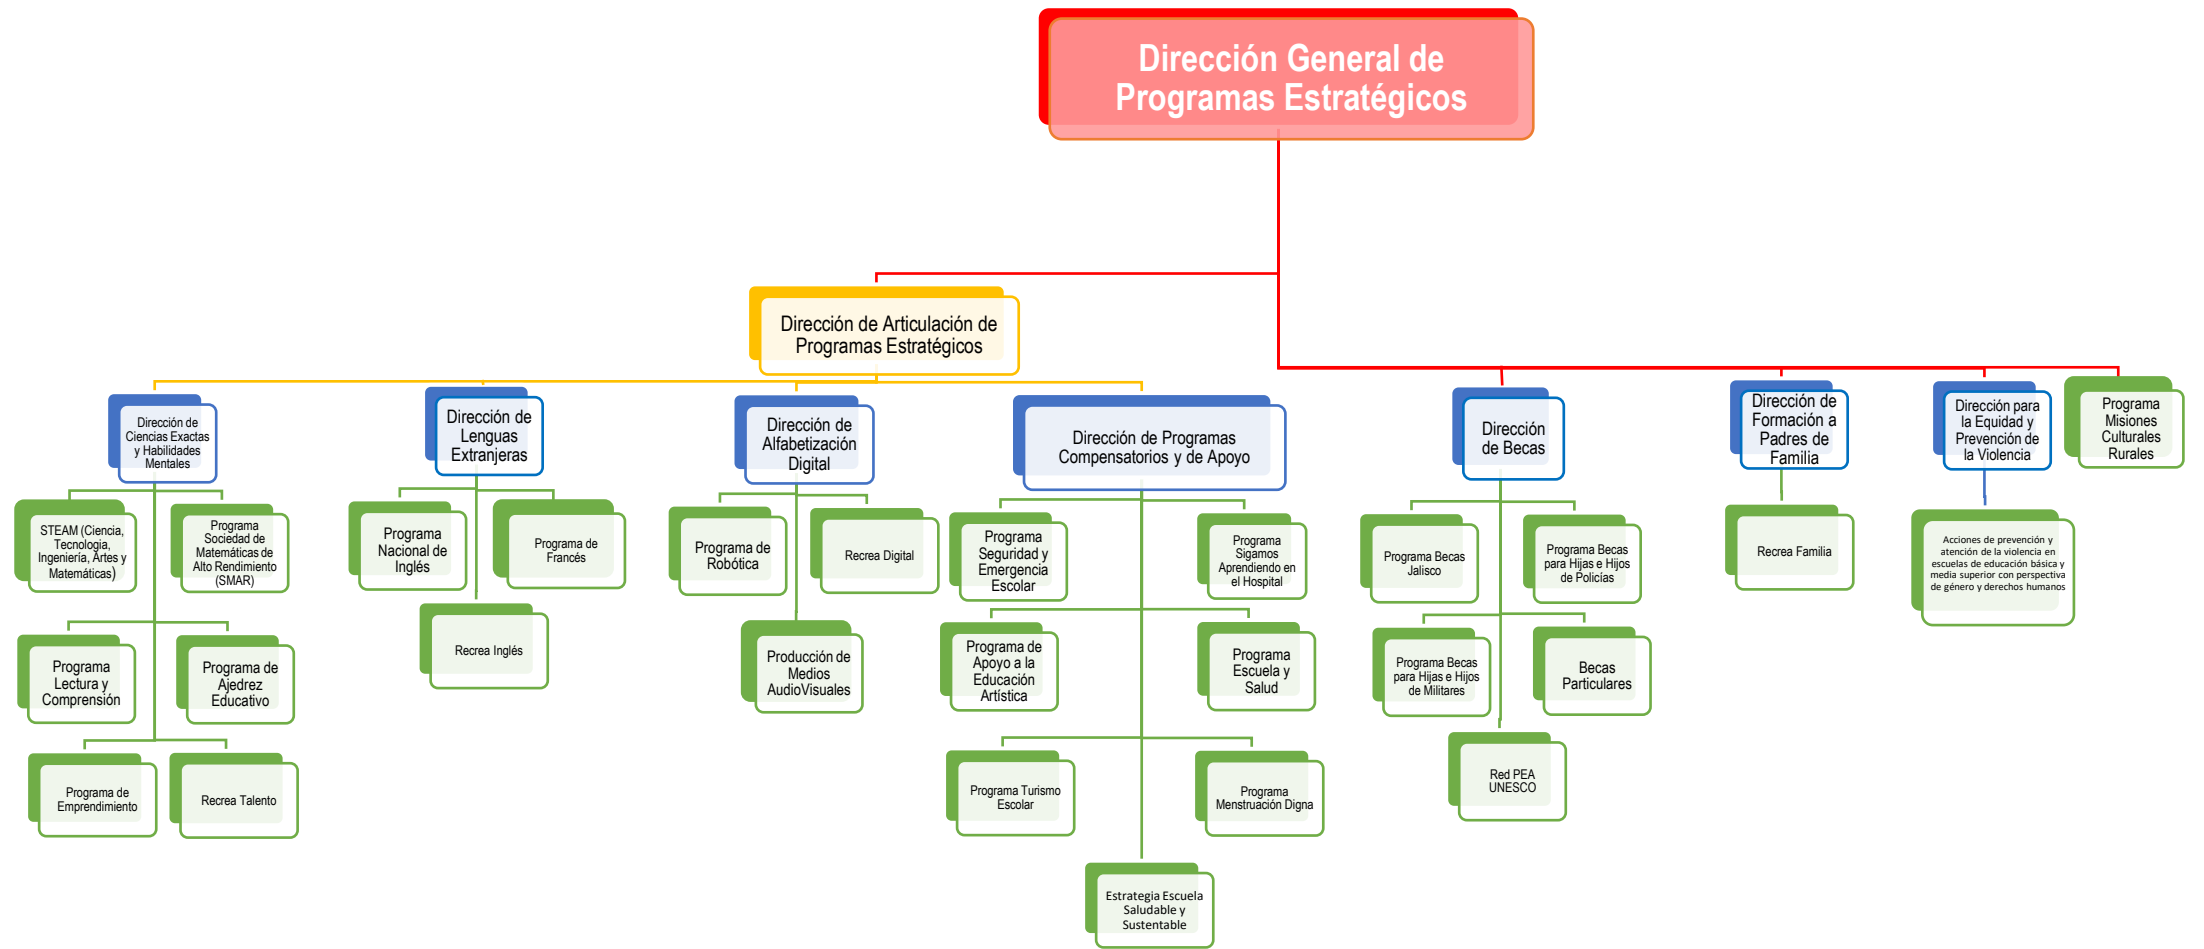 Dirección General de
Programas Estratégicos
Dirección de Articulación de
Programas Estratégicos
Dirección de
Ciencias Exactas
y Habilidades
Mentales
Dirección de
Lenguas
Extranjeras
Dirección de
Alfabetización
Digital
Dirección de Programas
Compensatorios y de Apoyo
Dirección
de Becas
Dirección de
Formación a
Padres de
Familia
Dirección para
la Equidad y
Prevención de
la Violencia
Programa
Misiones
Culturales
Rurales
STEAM (Ciencia,
Tecnologia,
Ingeniería, Artes y
Matemáticas)
Programa
Sociedad de
Matemáticas de
Alto Rendimiento
(SMAR)
Programa
Nacional de
Inglés
Programa de
Francés
Programa de
Robótica
Recrea Digital
Programa
Seguridad y
Emergencia
Escolar
Programa
Sigamos
Aprendiendo en
el Hospital
Programa Becas
Jalisco
Programa Becas
para Hijas e Hijos
de Policías
Recrea Familia
Acciones de prevención y
atención de la violencia en
escuelas de educación básica y
media superior con perspectiva
de género y derechos humanos
Programa
Lectura y
Comprensión
Programa de
Ajedrez
Educativo
Recrea Inglés
Producción de
Medios
AudioVisuales
Programa de
Apoyo a la
Educación
Artística
Programa
Escuela y
Salud
Programa Becas
para Hijas e Hijos
de Militares
Becas
Particulares
Programa de
Emprendimiento
Recrea Talento
Programa Turismo
Escolar
Programa
Menstruación Digna
Red PEA
UNESCO
Estrategia Escuela
Saludable y
Sustentable